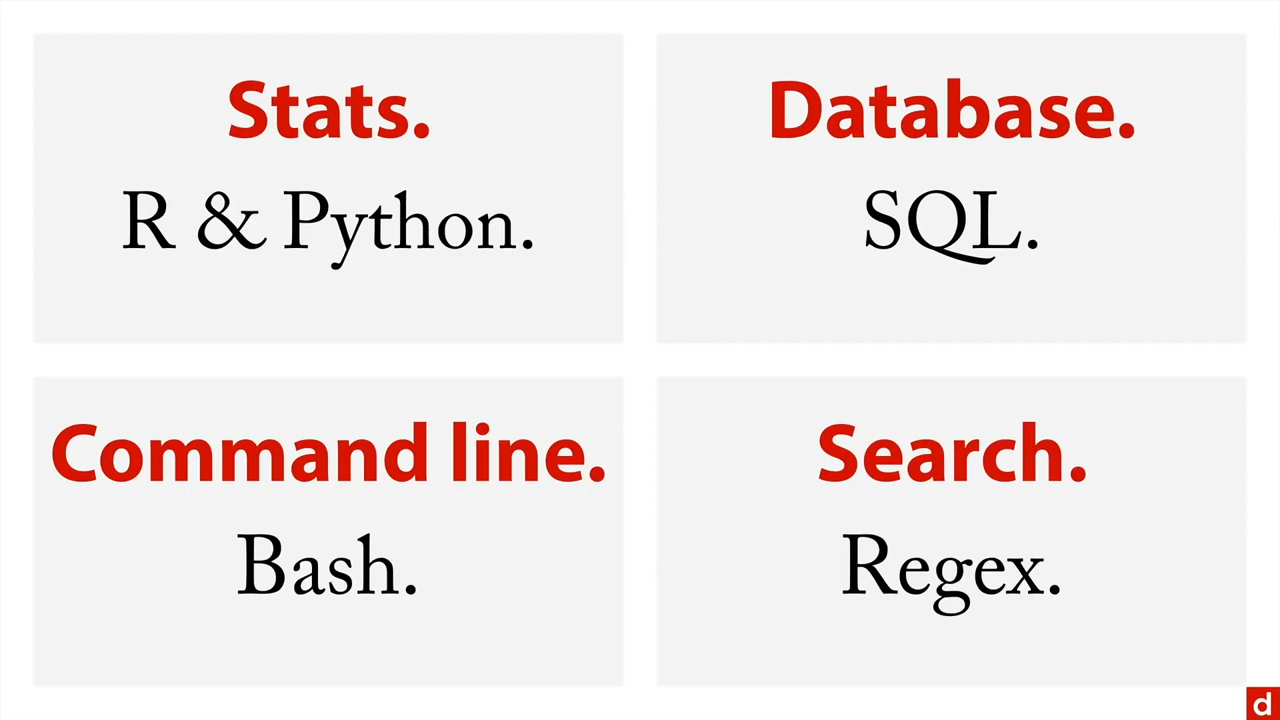 Stats.
R & Python.
Database.
SQL.
Command line.
Bash.
Search.
Regex.
d